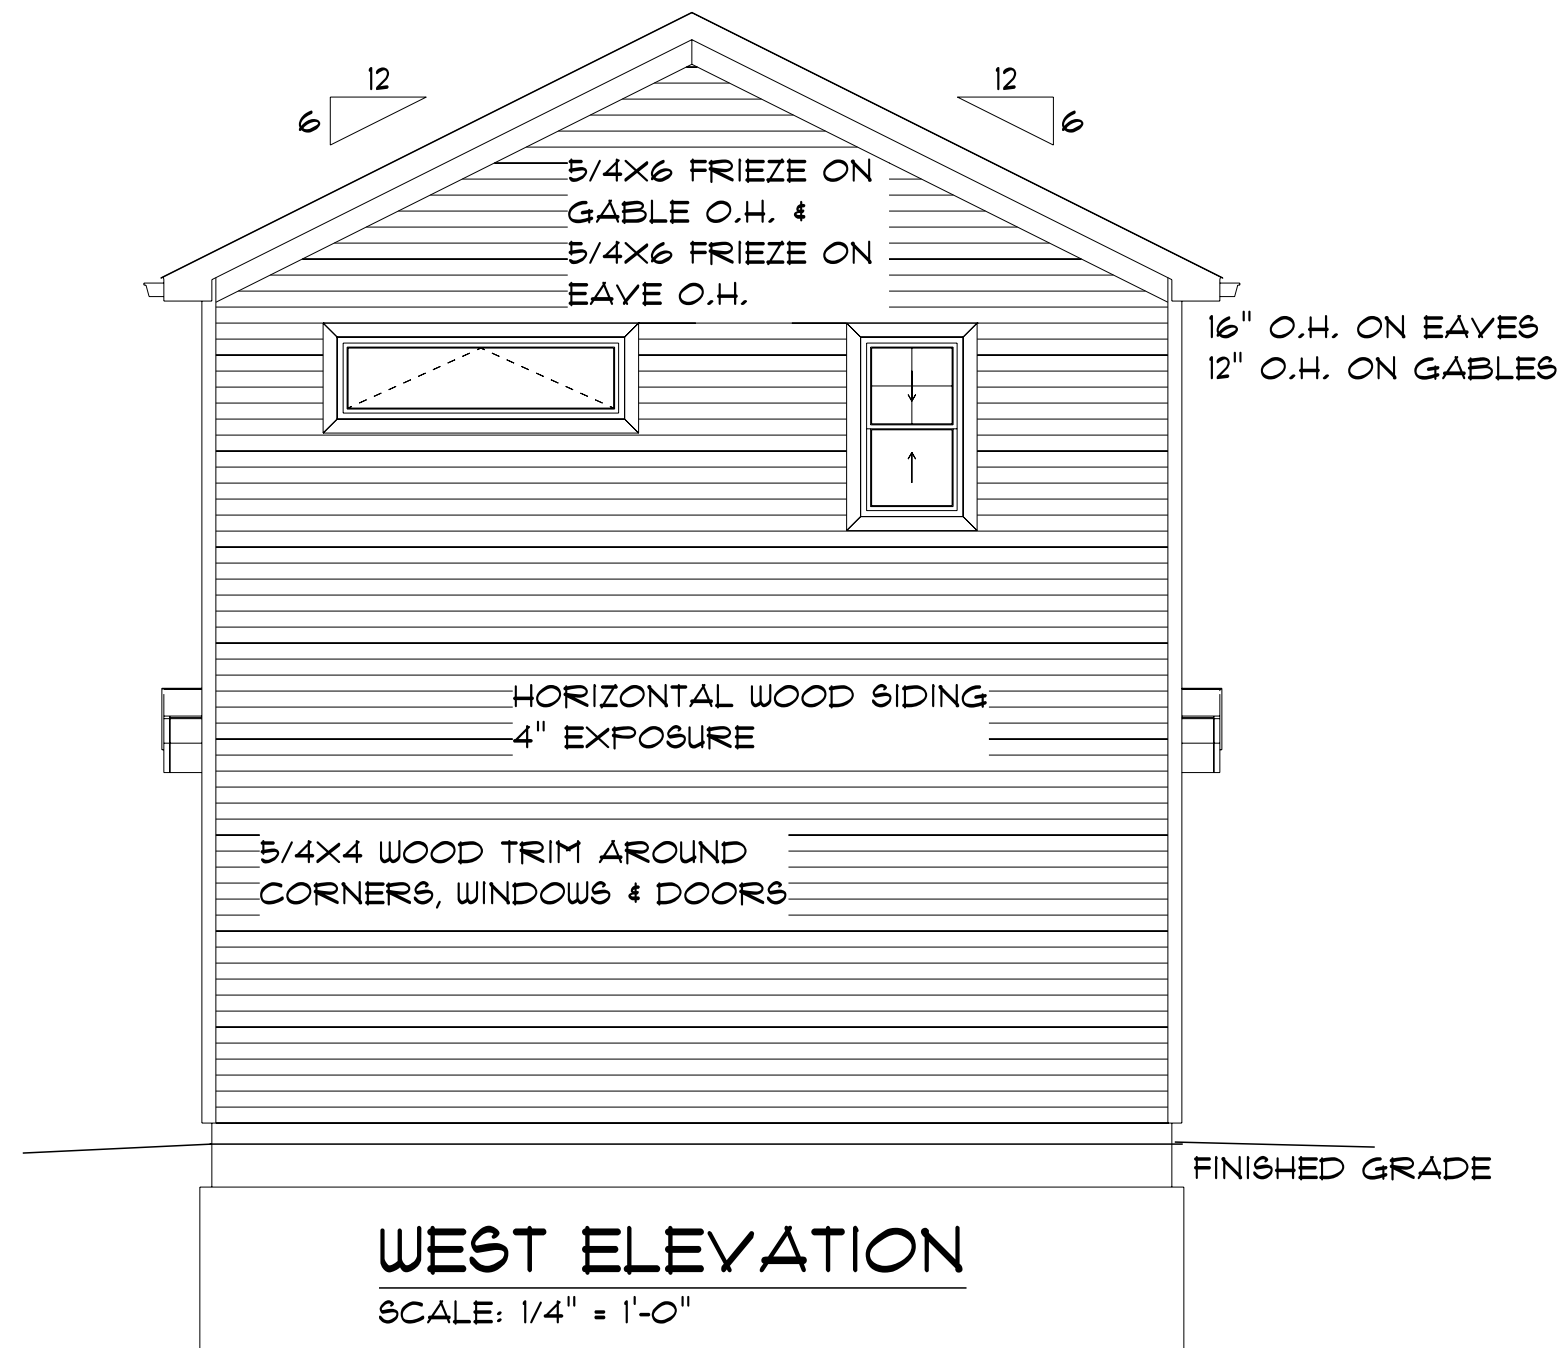 12
6
12
6
5/4X6 FRIEZE ON
GABLE O.H. &
5/4X6 FRIEZE ON
EAVE O.H.
16" O.H. ON EAVES
12" O.H. ON GABLES
HORIZONTAL WOOD SIDING
4" EXPOSURE
5/4X4 WOOD TRIM AROUND
CORNERS, WINDOWS & DOORS
FINISHED GRADE
WEST ELEVATION
SCALE: 1/4" = 1'-0"